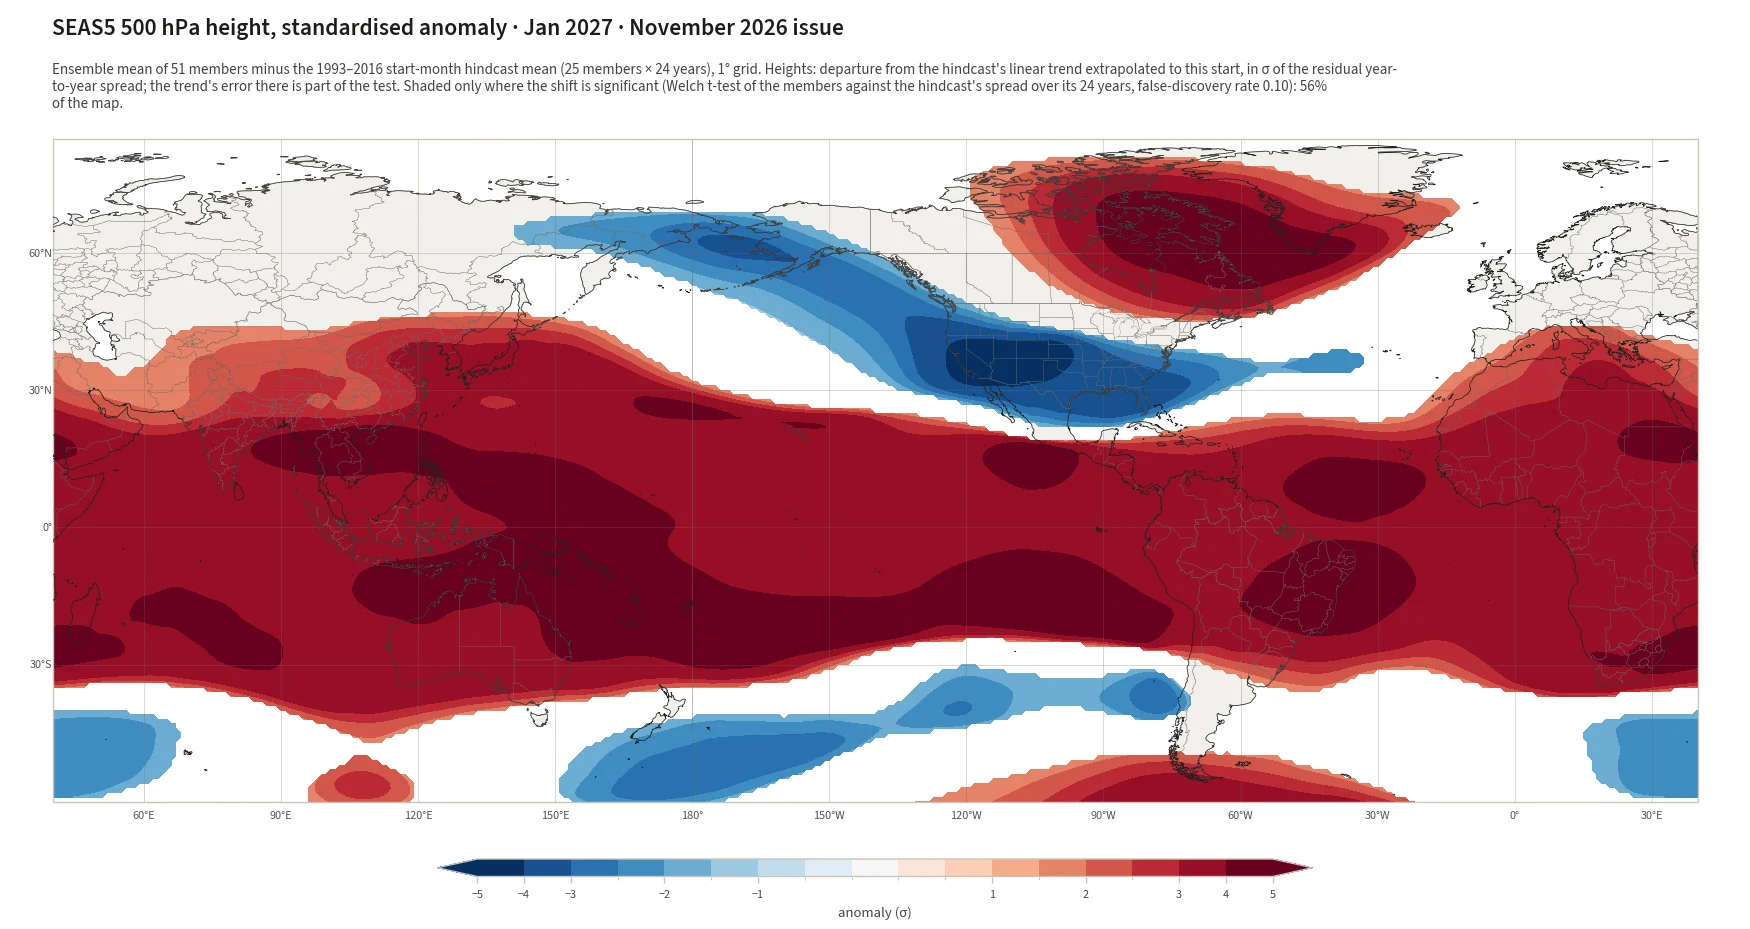 SEAS5 500 hPa height, standardised anomaly · Jan 2027 · November 2026 issue
Ensemble mean of 51 members minus the 1993–2016 start-month hindcast mean (25 members × 24 years), 1° grid. Heights: departure from the hindcast's linear trend extrapolated to this start, in σ of the residual year-
to-year spread; the trend's error there is part of the test. Shaded only where the shift is significant (Welch t-test of the members against the hindcast's spread over its 24 years, false-discovery rate 0.10): 56%
of the map.
60°N
30°N
0°
30°S
60°E 90°E 120°E 150°E 180° 150°W 120°W 90°W 60°W 30°W 0° 30°E
−5 −4 −3 −2 −1 1 2 3 4 5
anomaly (σ)